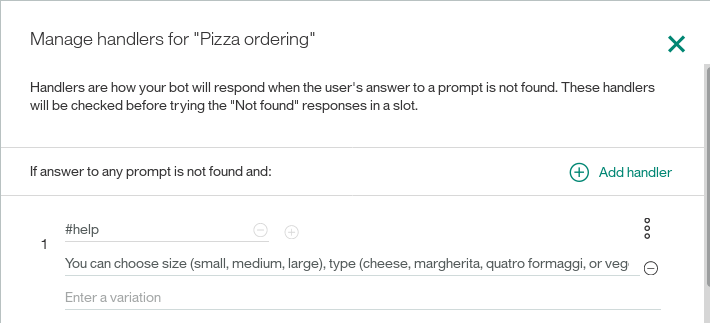 Manage handlers for "Pizza ordering"
Handlers are how your bot will respond when the user's answer to a prompt is not found. These handlers
will be checked before trying the "Not found" responses in a slot.
If answer to any prompt is not found and:
Add handler
1
#help
You can choose size (small, medium, large), type (cheese, margherita, quatro formaggi, or veg
Enter a variation